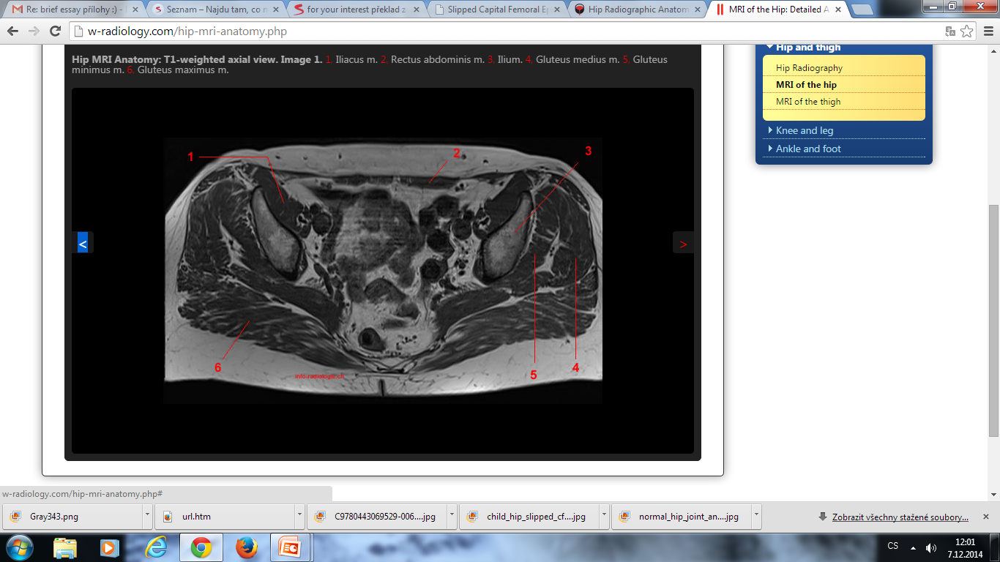 Re: brief essay přílohy :) -
Seznam – Najdu tam, co n
for your interest překlad z
Slipped Capital Femoral Ep
Hip Radiographic Anatom
MRI of the Hip: Detailed A
w-radiology.com/hip-mri-anatomy.php
Hip MRI Anatomy: T1-weighted axial view. Image 1. 1, Iliacus m. 2, Rectus abdominis m. 3, Ilium. 4, Gluteus medius m. 5, Gluteus
minimus m. 6, Gluteus maximus m.
Hip and thigh
Hip Radiography
MRI of the hip
MRI of the thigh
Knee and leg
Ankle and foot
1
2
3
<
>
6
5
4
info-radiologie.ch
w-radiology.com/hip-mri-anatomy.php#
Gray343.png
url.htm
C9780443069529-006....jpg
child_hip_slipped_cf....jpg
normal_hip_joint_an....jpg
Zobrazit všechny stažené soubory...
CS
12:01
7.12.2014